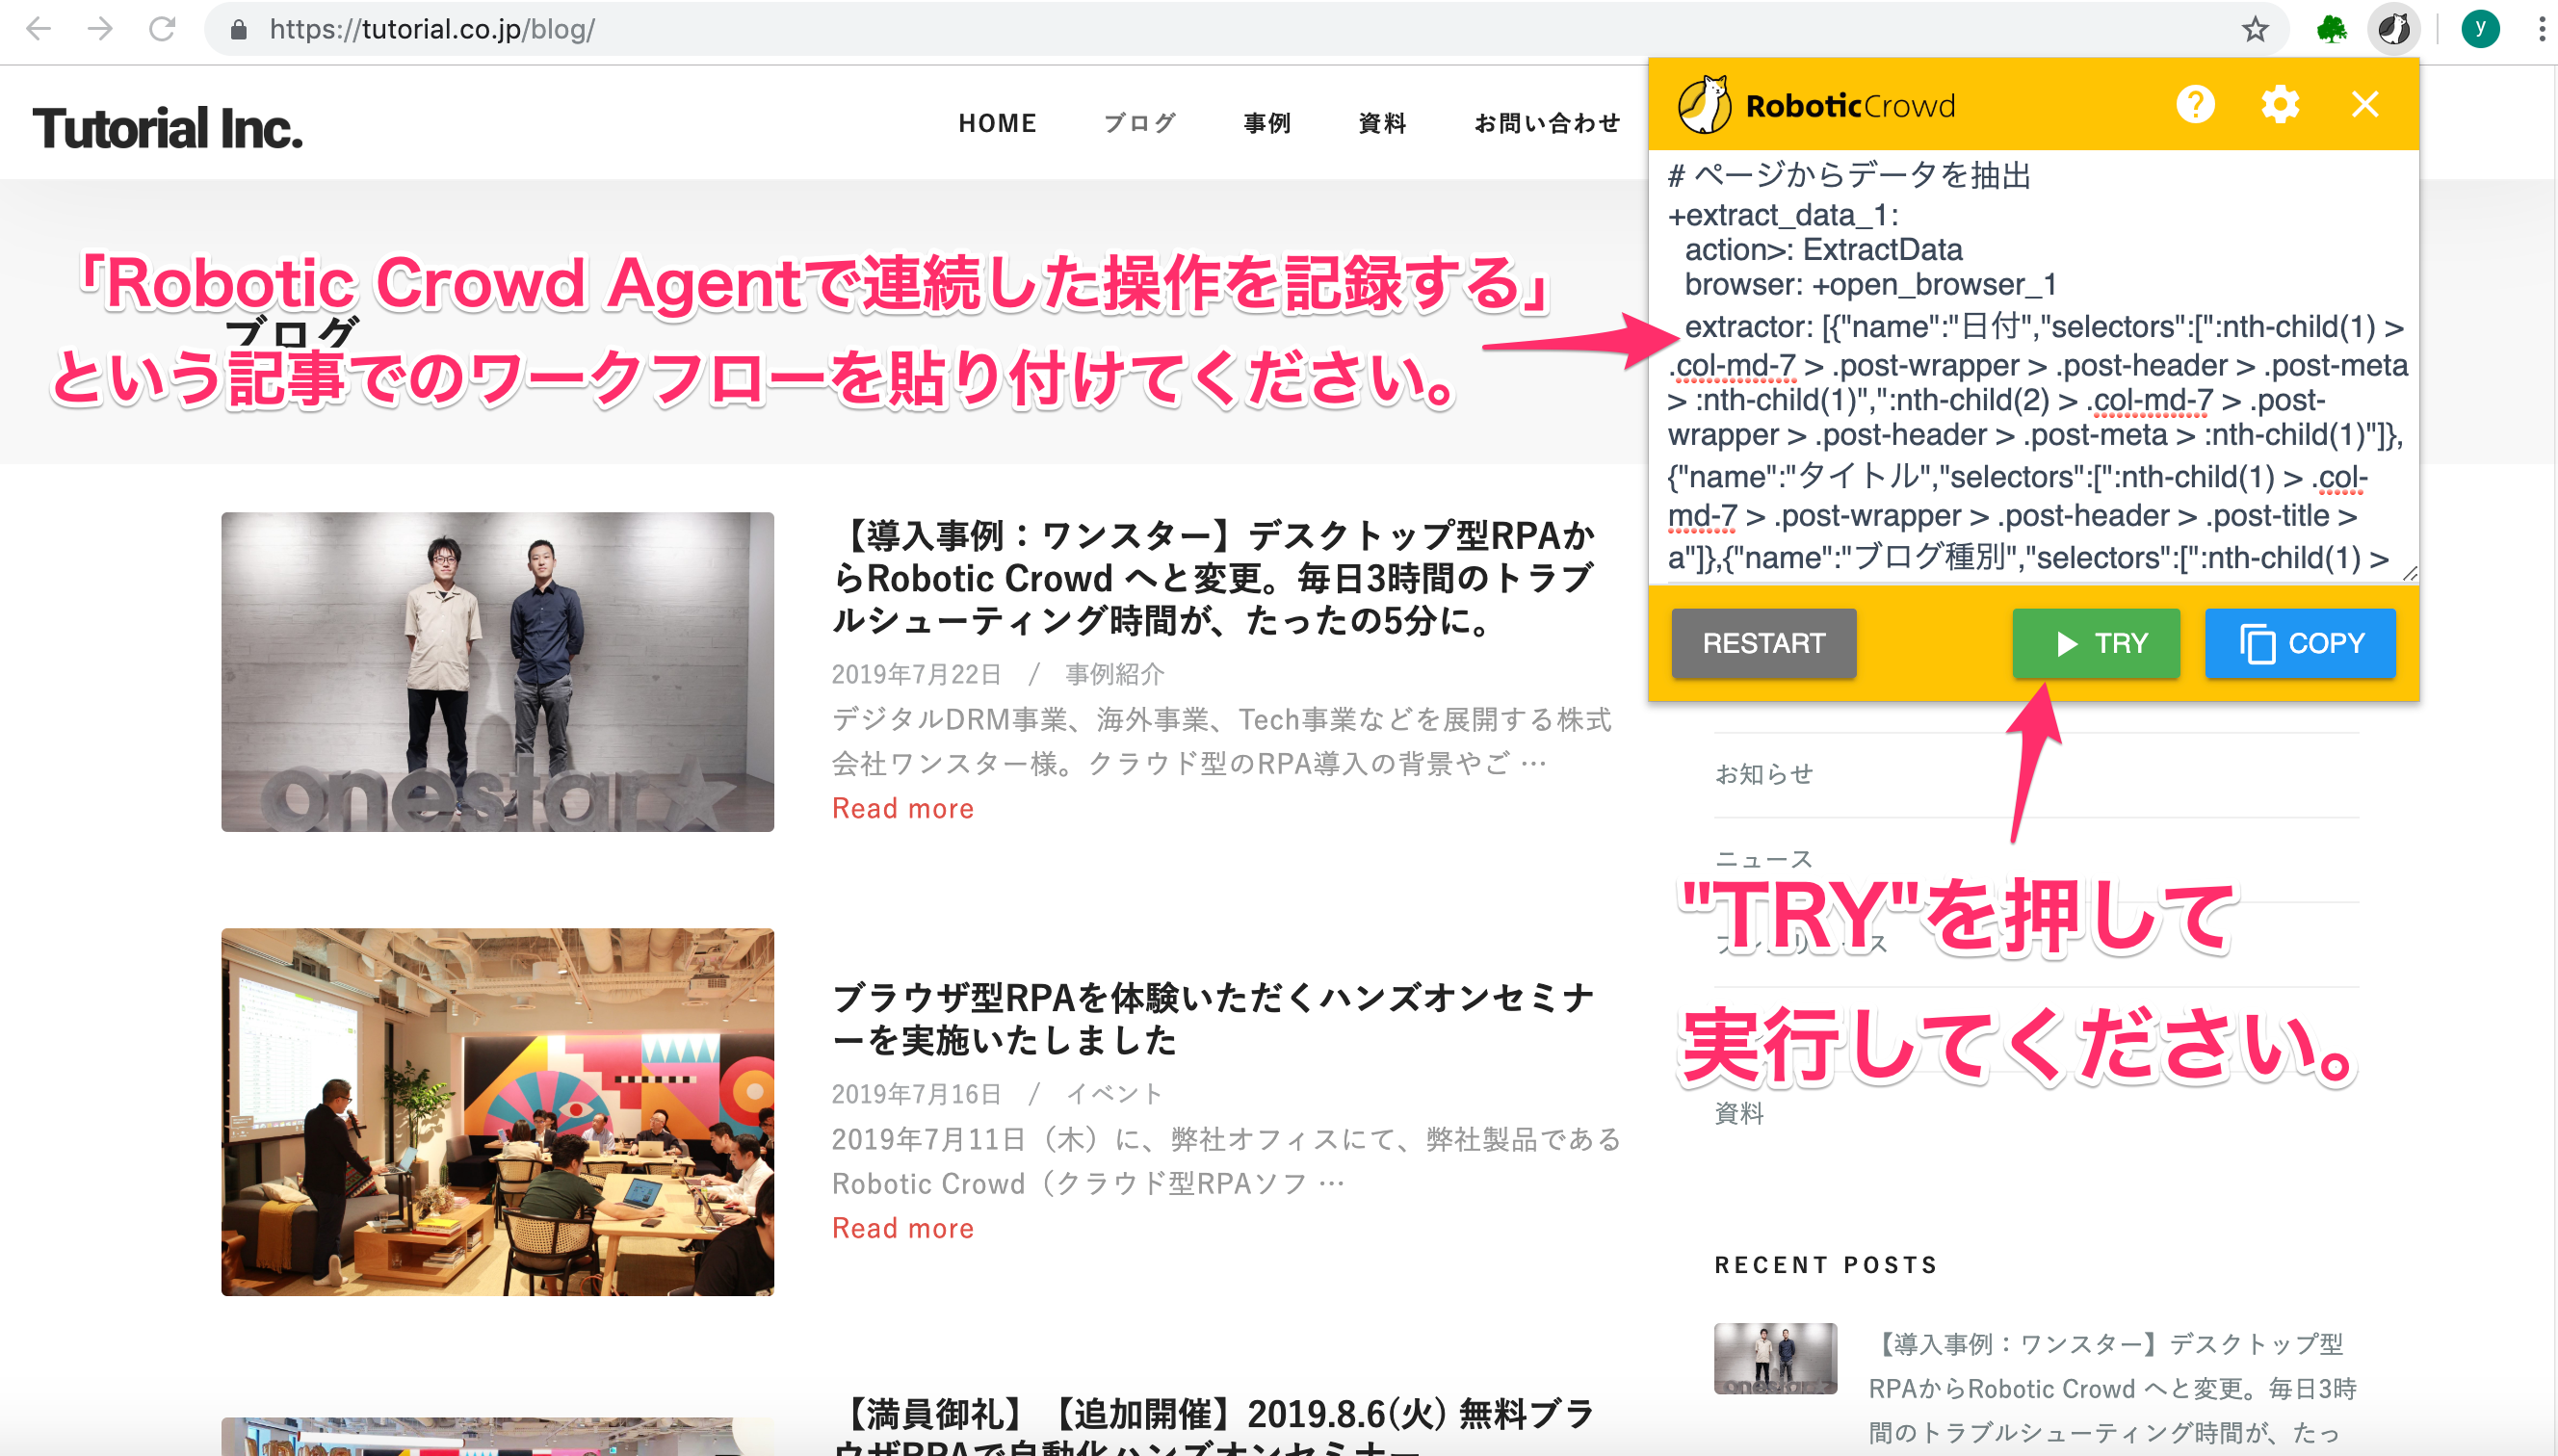 https://tutorial.co.jp/blog/
y
Tutorial Inc.
HOME
ブログ
事例
資料
お問い合わせ
RoboticCrowd
# ページからデータを抽出
+extract_data_1:
action>: ExtractData
browser: +open_browser_1
extractor: [{"name":"日付","selectors":[":nth-child(1) >
.col-md-7 > .post-wrapper > .post-header > .post-meta
> :nth-child(1)",":nth-child(2) > .col-md-7 > .post-
wrapper > .post-header > .post-meta > :nth-child(1)"]},
{"name":"タイトル","selectors":[":nth-child(1) > .col-
md-7 > .post-wrapper > .post-header > .post-title >
a"]},{"name":"ブログ種別","selectors":[":nth-child(1) >
RESTART
TRY
COPY
「Robotic Crowd Agentで連続した操作を記録する」
ブログ
という記事でのワークフローを貼り付けてください。
onestar
【導入事例：ワンスター】デスクトップ型RPAか
らRobotic Crowd へと変更。毎日3時間のトラブ
ルシューティング時間が、たったの5分に。
2019年7月22日 / 事例紹介
デジタルDRM事業、海外事業、Tech事業などを展開する株式
会社ワンスター様。クラウド型のRPA導入の背景やご …
Read more
ブラウザ型RPAを体験いただくハンズオンセミナ
ーを実施いたしました
2019年7月16日 / イベント
2019年7月11日（木）に、弊社オフィスにて、弊社製品である
Robotic Crowd（クラウド型RPAソフ …
Read more
【満員御礼】【追加開催】2019.8.6(火) 無料ブラ
ウザRPAで自動化ハンズオンセミナー
お知らせ
ニュース
"TRY"を押して
実行してください。
資料
RECENT POSTS
onestar
【導入事例：ワンスター】デスクトップ型
RPAからRobotic Crowd へと変更。毎日3時
間のトラブルシューティング時間が、たっ